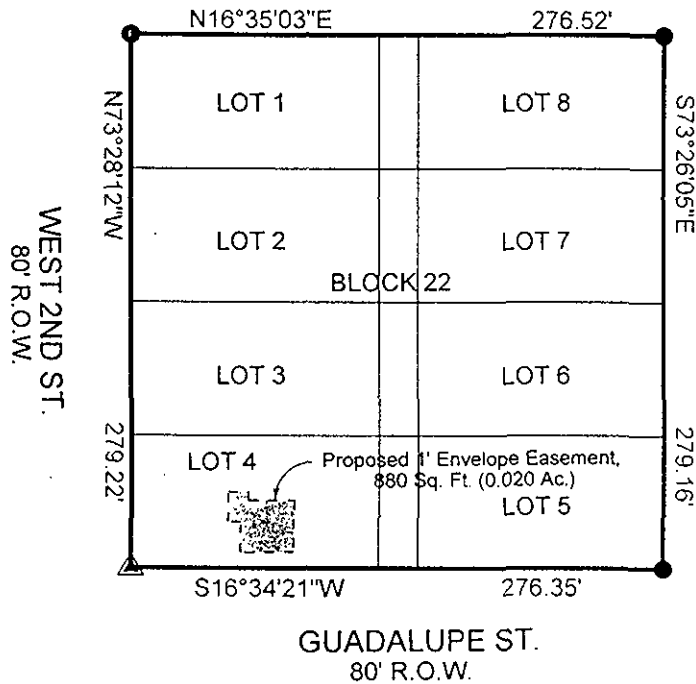 N16°35'03"E 276.52'
N73°28'12"W
S73°26'05"E
LOT 1
LOT 8
LOT 2
LOT 7
BLOCK 22
LOT 3
LOT 6
WEST 2ND ST.
80' R.O.W.
279.22'
279.16'
LOT 4
Proposed 1' Envelope Easement,
880 Sq. Ft. (0.020 Ac.)
LOT 5
S16°34'21"W 276.35'
GUADALUPE ST.
80' R.O.W.